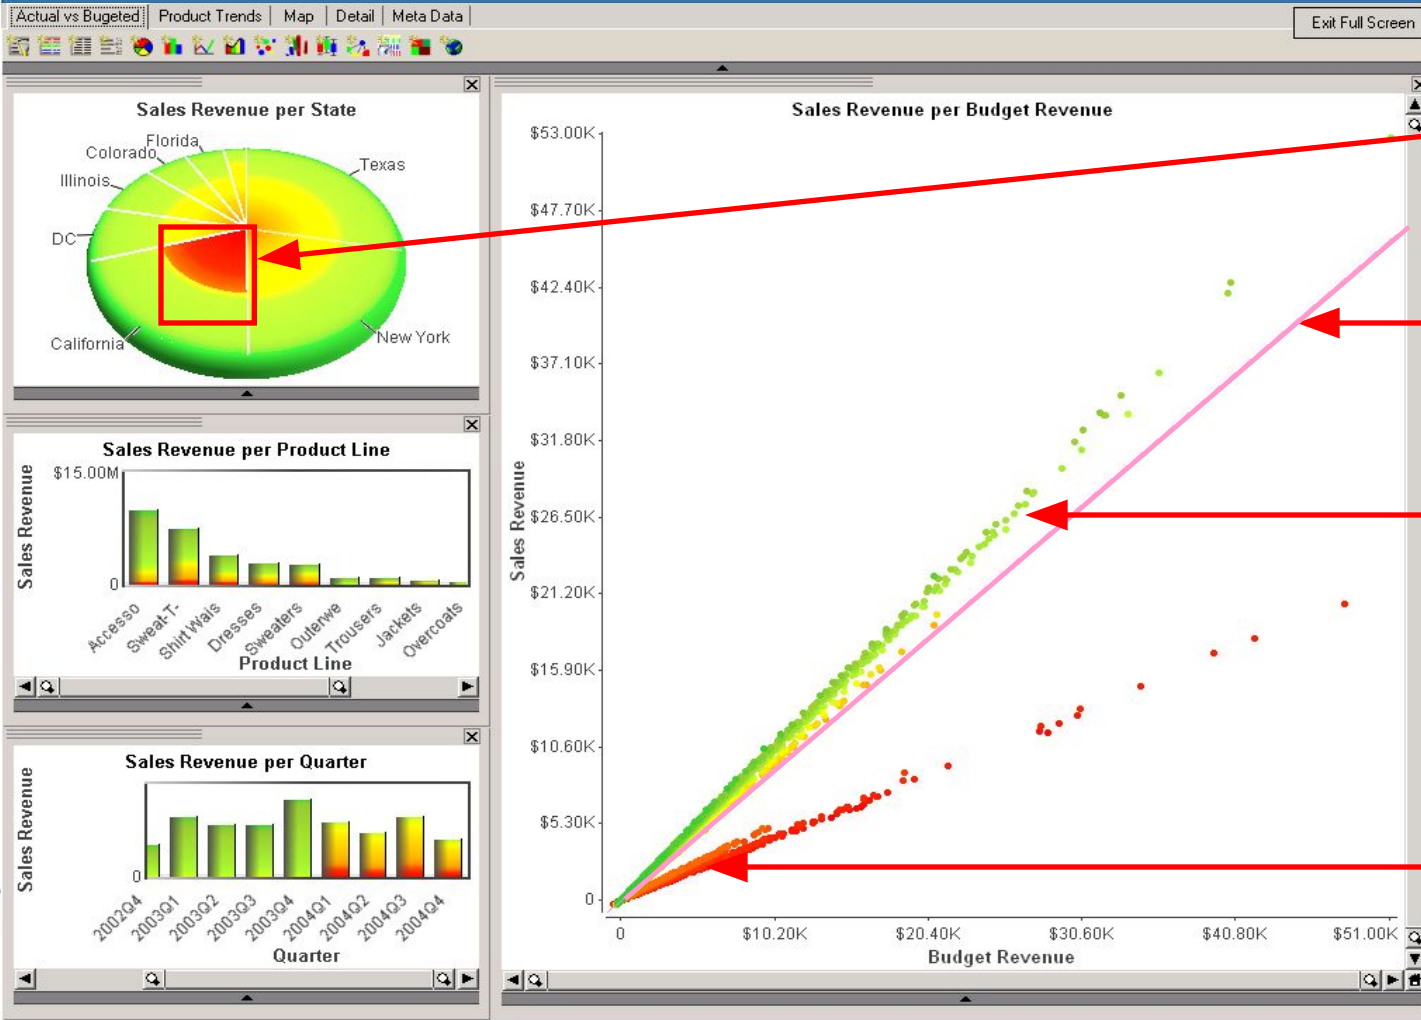 Actual vs Bugeted | Product Trends | Map | Detail | Meta Data
Exit Full Screen
Sales Revenue per State
Florida
Colorado
Texas
Illinois
DC
California
New York
Sales Revenue per Product Line
Sales Revenue
$15.00M
0
Accesso
Sweat-T-
Shirt Wais
Dresses
Sweaters
Outerwe
Trousers
Jackets
Overcoats
Product Line
Sales Revenue per Quarter
Sales Revenue
0
2002Q4
2003Q1
2003Q2
2003Q3
2003Q4
2004Q1
2004Q2
2004Q3
2004Q4
Quarter
Sales Revenue per Budget Revenue
Sales Revenue
$53.00K
$47.70K
$42.40K
$37.10K
$31.80K
$26.50K
$21.20K
$15.90K
$10.60K
$5.30K
0
0
$10.20K
$20.40K
$30.60K
$40.80K
$51.00K
Budget Revenue